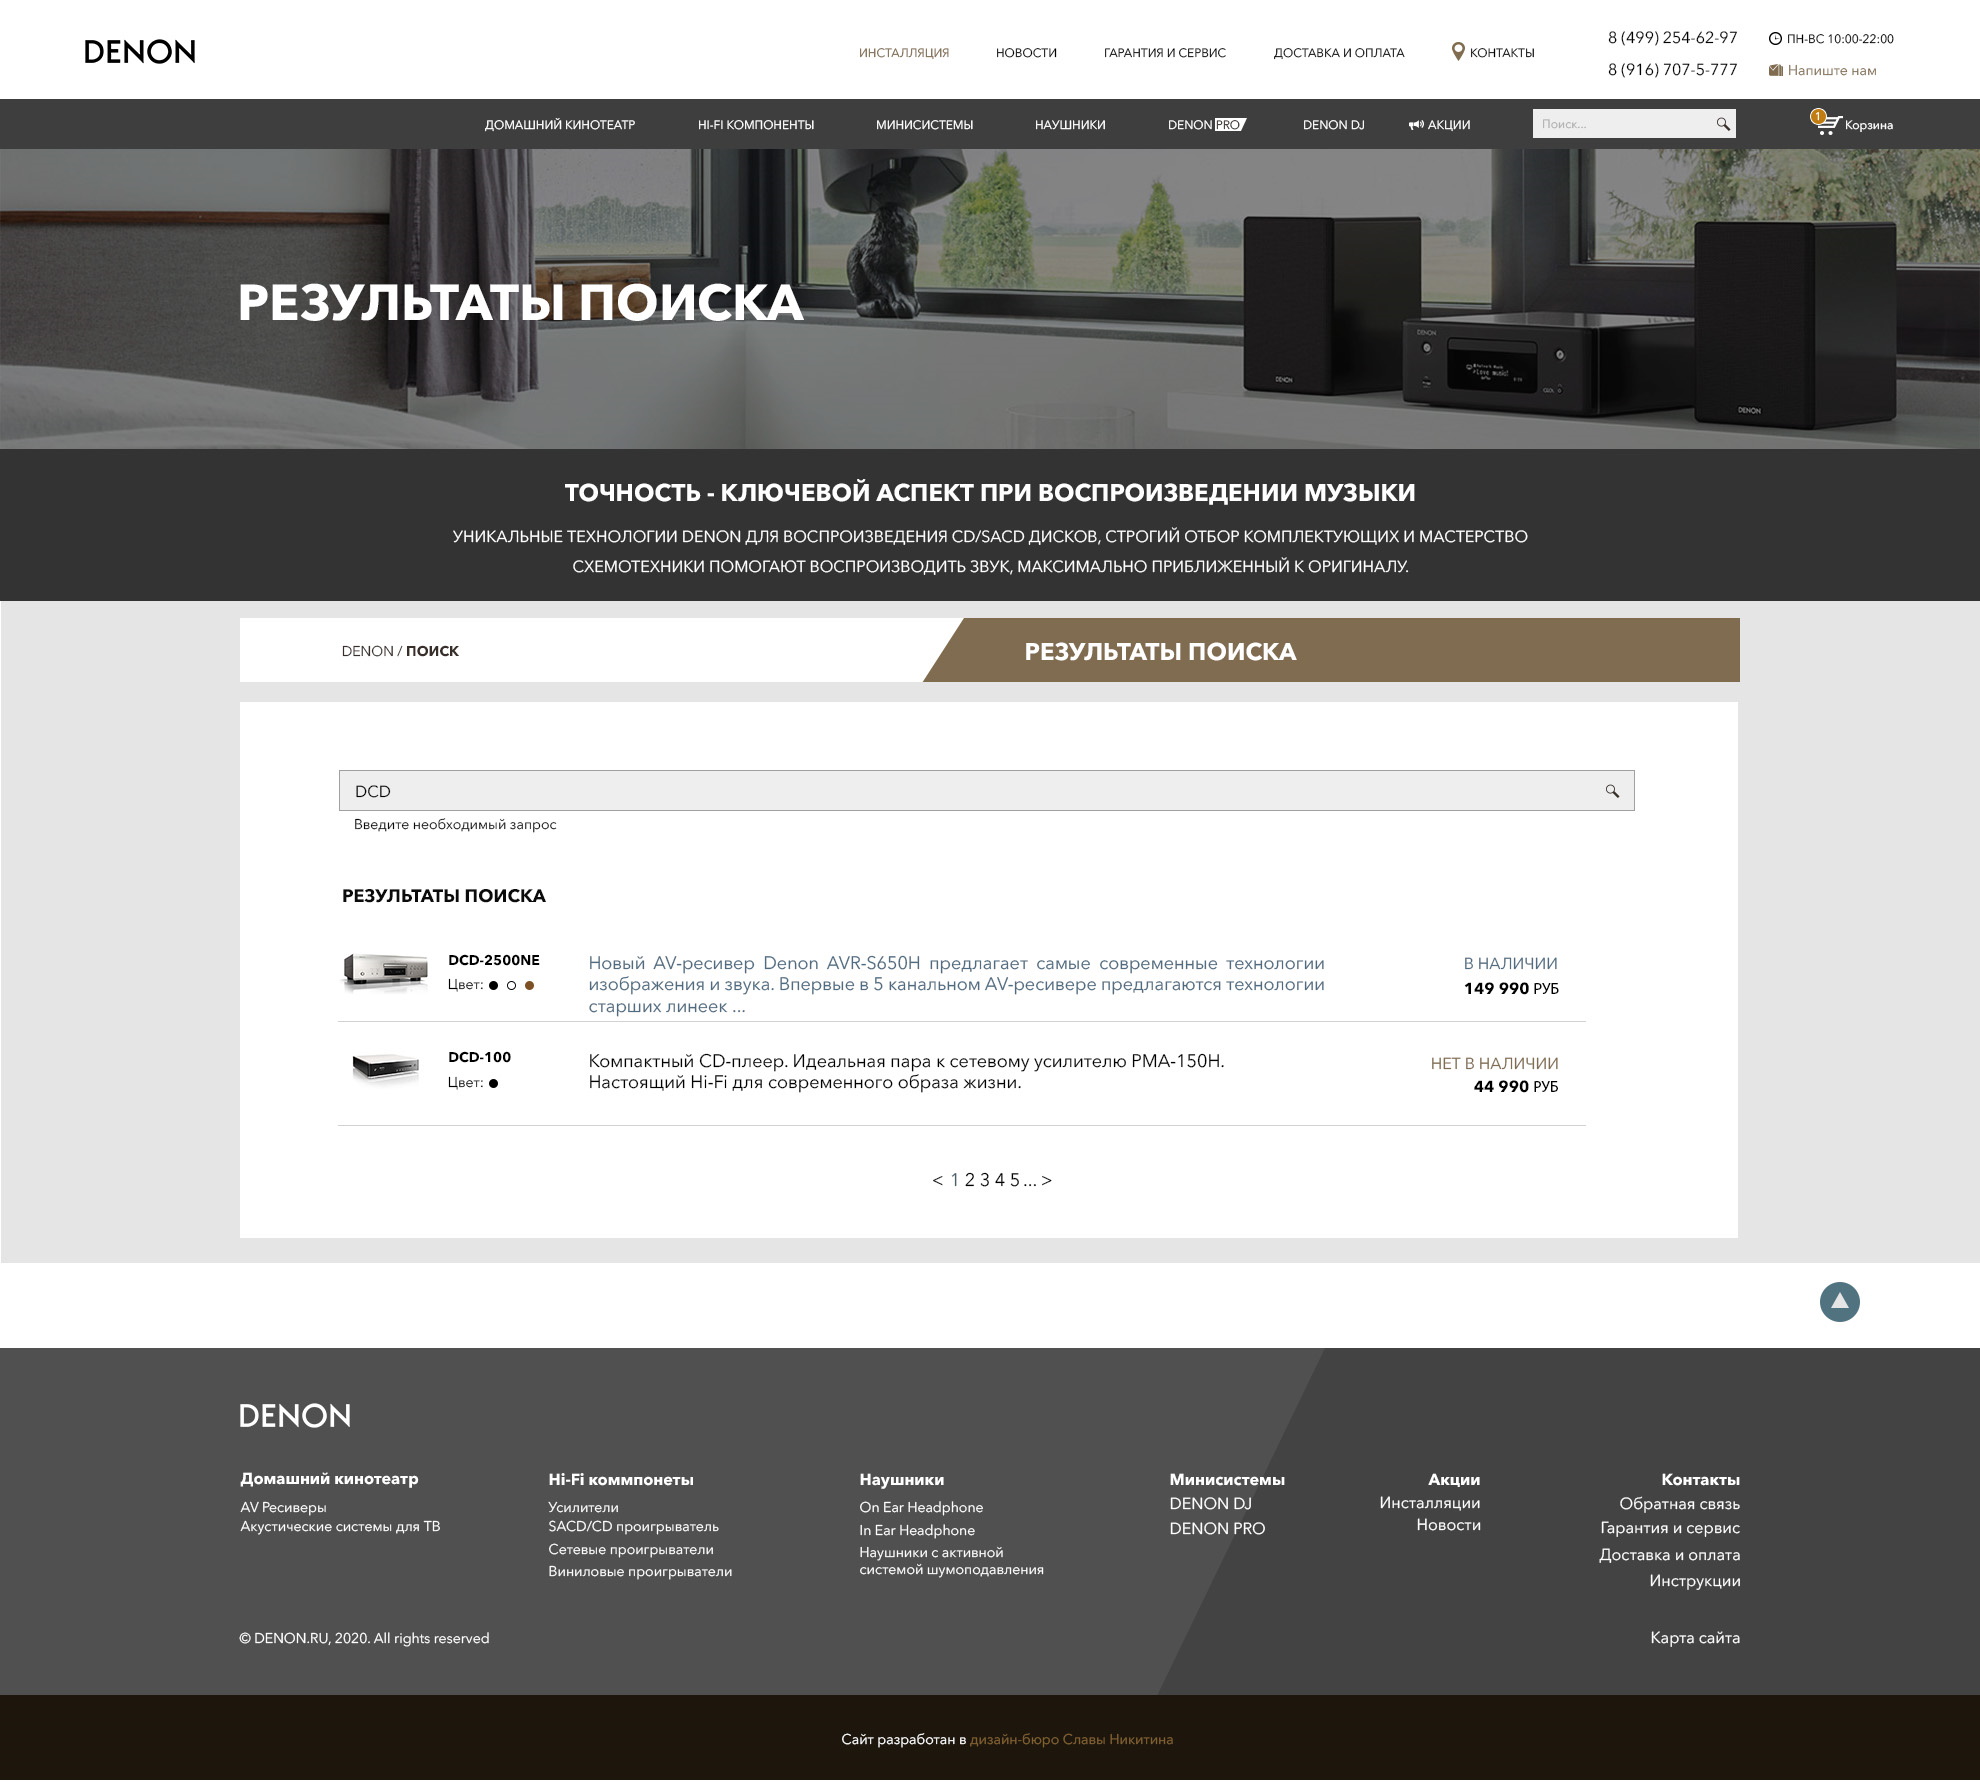 DENON
ИНСТАЛЛЯЦИЯ
НОВОСТИ
ГАРАНТИЯ И СЕРВИС
ДОСТАВКА И ОПЛАТА
КОНТАКТЫ
8 (499) 254-62-97
ПН-ВС 10:00-22:00
8 (916) 707-5-777
Напиште нам
ДОМАШНИЙ КИНОТЕАТР
HI-FI КОМПОНЕНТЫ
МИНИСИСТЕМЫ
НАУШНИКИ
DENON PRO
DENON DJ
АКЦИИ
Поиск...
1
Корзина
РЕЗУЛЬТАТЫ ПОИСКА
DENON
DENON
DENON
ТОЧНОСТЬ - КЛЮЧЕВОЙ АСПЕКТ ПРИ ВОСПРОИЗВЕДЕНИИ МУЗЫКИ
УНИКАЛЬНЫЕ ТЕХНОЛОГИИ DENON ДЛЯ ВОСПРОИЗВЕДЕНИЯ CD/SACD ДИСКОВ, СТРОГИЙ ОТБОР КОМПЛЕКТУЮЩИХ И МАСТЕРСТВО
СХЕМОТЕХНИКИ ПОМОГАЮТ ВОСПРОИЗВОДИТЬ ЗВУК, МАКСИМАЛЬНО ПРИБЛИЖЕННЫЙ К ОРИГИНАЛУ.
DENON / ПОИСК
РЕЗУЛЬТАТЫ ПОИСКА
DCD
Введите необходимый запрос
РЕЗУЛЬТАТЫ ПОИСКА
DCD-2500NE
Цвет:
Новый AV-ресивер Denon AVR-S650H предлагает самые современные технологии
изображения и звука. Впервые в 5 канальном AV-ресивере предлагаются технологии
старших линеек ...
В НАЛИЧИИ
149 990 РУБ
DCD-100
Цвет:
Компактный CD-плеер. Идеальная пара к сетевому усилителю PMA-150H.
Настоящий Hi-Fi для современного образа жизни.
НЕТ В НАЛИЧИИ
44 990 РУБ
< 1 2 3 4 5 ... >
DENON
Домашний кинотеатр
AV Ресиверы
Акустические системы для ТВ
Hi-Fi коммпонеты
Усилители
SACD/CD проигрыватель
Сетевые проигрыватели
Виниловые проигрыватели
Наушники
On Ear Headphone
In Ear Headphone
Наушники с активной
системой шумоподавления
Минисистемы
DENON DJ
DENON PRO
Акции
Инсталляции
Новости
Контакты
Обратная связь
Гарантия и сервис
Доставка и оплата
Инструкции
© DENON.RU, 2020. All rights reserved
Карта сайта
Сайт разработан в дизайн-бюро Славы Никитина